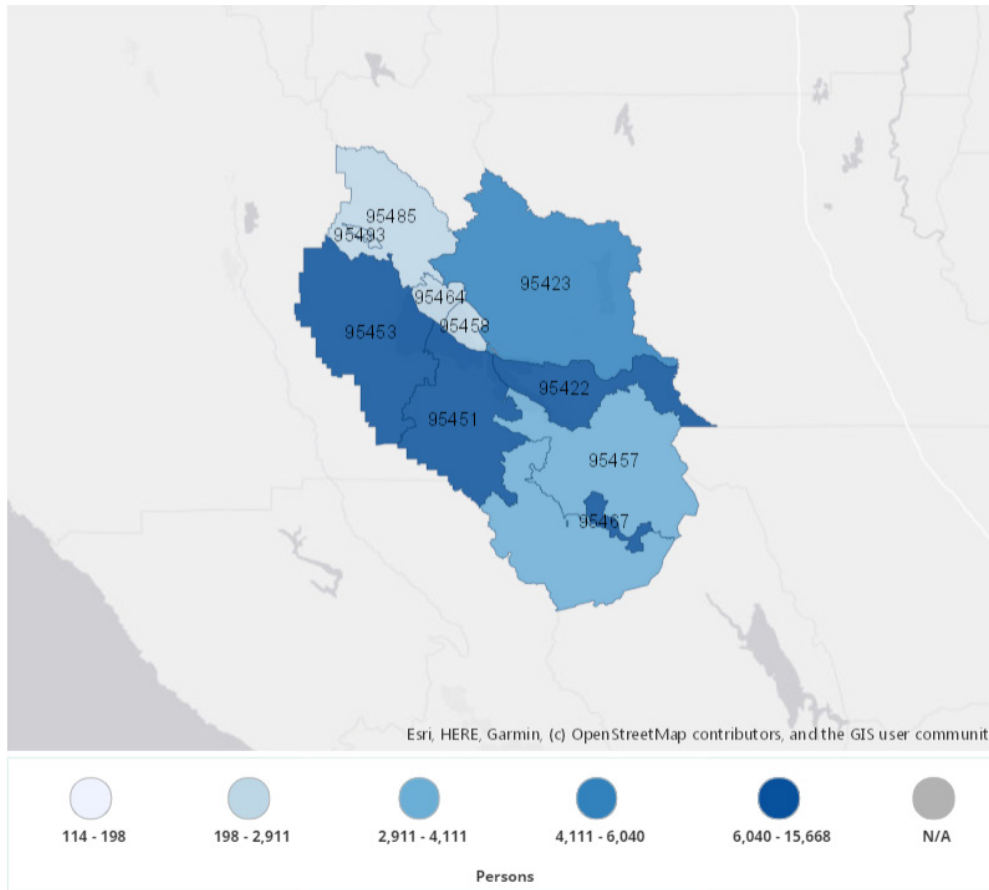 95485
95493
95423
95464
95458
95453
95422
95451
95457
95467
Esri, HERE, Garmin, (c) OpenStreetMap contributors, and the GIS user communit
114 - 198
198 - 2,911
2,911 - 4,111
4,111 - 6,040
6,040 - 15,668
N/A
Persons